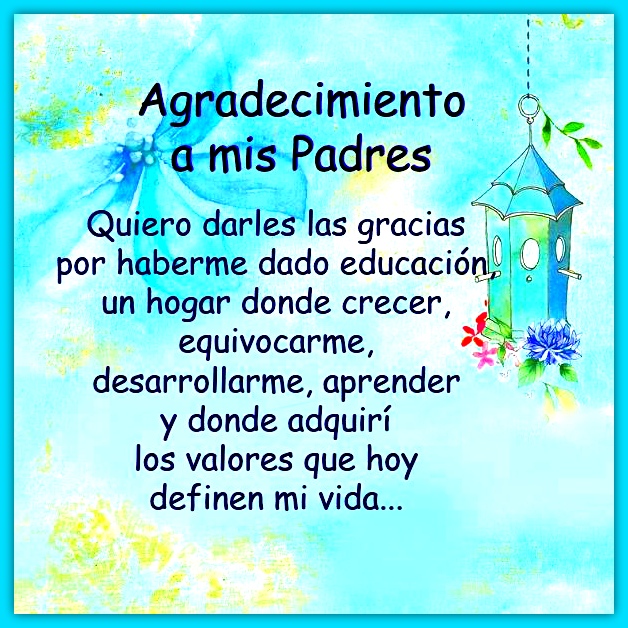 Agradecimiento
a mis Padres
Quiero darles las gracias
por haberme dado educación
un hogar donde crecer,
equivocarme,
desarrollarme, aprender
y donde adquirí
los valores que hoy
definen mi vida...